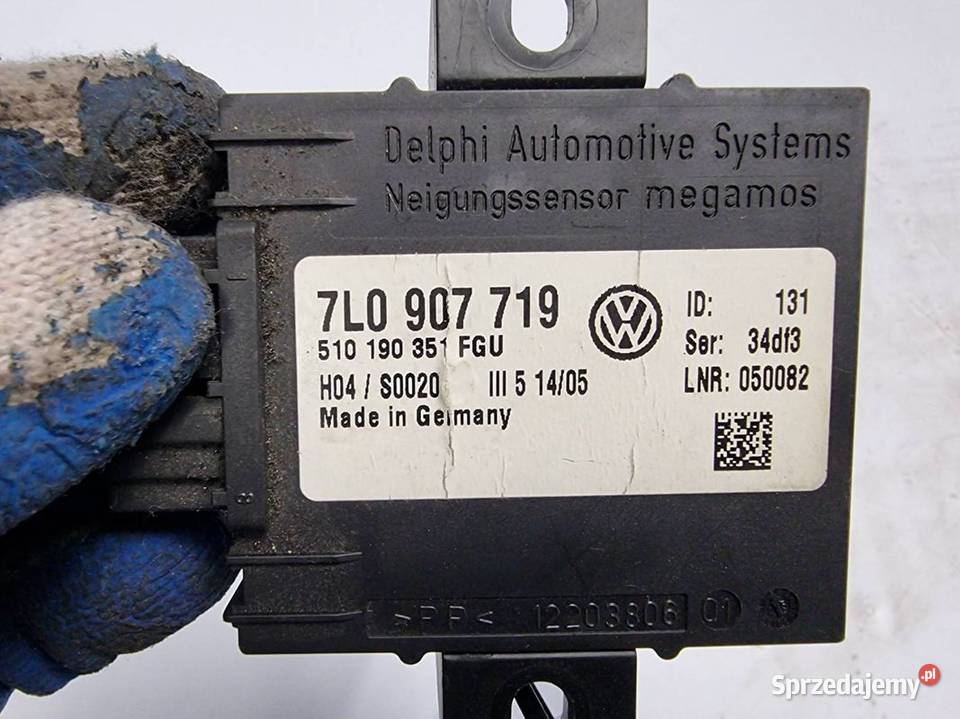 Delphi Automotive Systems
Neigungssensor megamos
7L0 907 719
510 190 351 FGU
H04 / S0020 III 5 14/05
Made in Germany
ID: 131
Ser: 34df3
LNR: 050082
8
>PP< 12203806 01
Sprzedajemy.pl